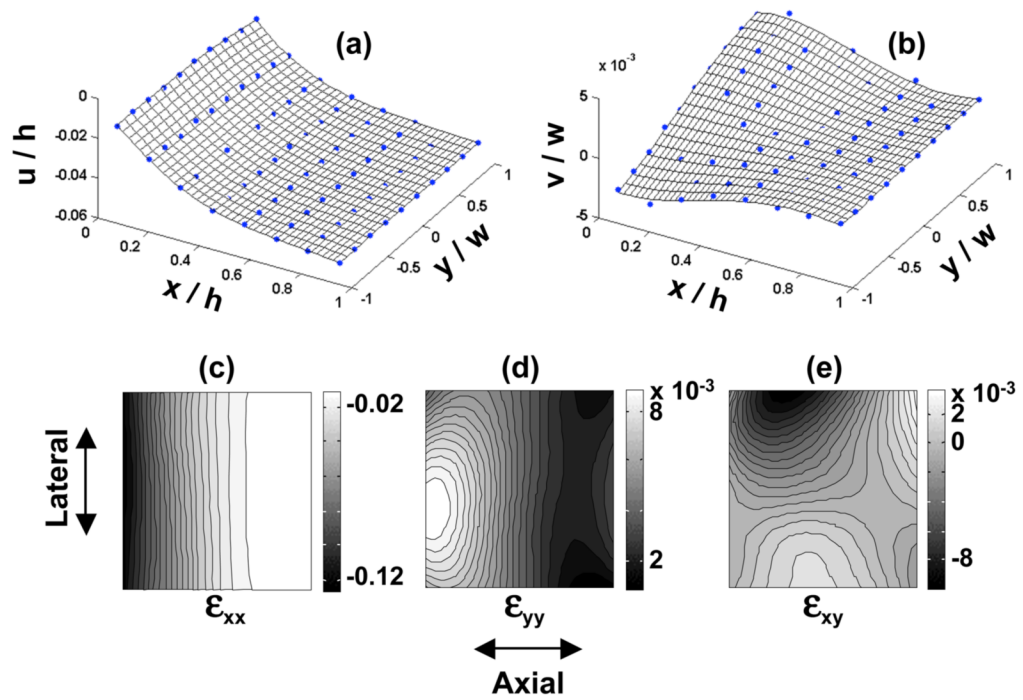 (a)
u / h
0
-0.02
-0.04
-0.06
0
0.2
0.4
0.6
0.8
1
x / h
-1
-0.5
0
0.5
1
y / w
(b)
x 10⁻³
v / w
5
0
-5
0
0.2
0.4
0.6
0.8
1
x / h
-1
-0.5
0
0.5
1
y / w
(c)
Lateral
-0.02
-0.12
εxx
(d)
x 10⁻³
8
2
εyy
(e)
x 10⁻³
2
0
-8
εxy
Axial